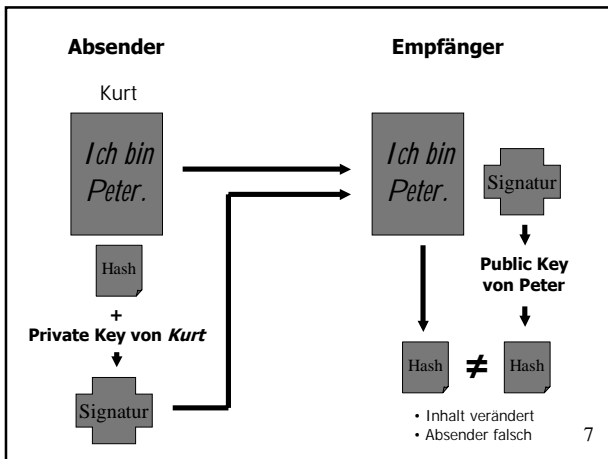 Absender
Kurt
Ich bin
Peter.
Hash
+
Private Key von Kurt
Signatur
Empfänger
Ich bin
Peter.
Signatur
Public Key
von Peter
Hash
≠
Hash
• Inhalt verändert
• Absender falsch
7